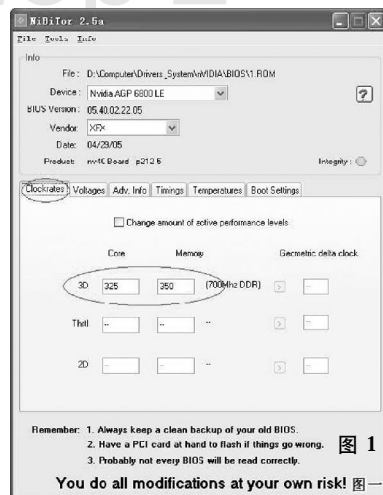 NiBiTor 2.5a
File Tools Info
Info
File: D:\Computer\Drivers_System\nVIDIA\BIOS\1.ROM
Device: Nvidia AGP 6800 LE
?
BIOS Version: 05.40.02.22.05
Vendor: XFX
Date: 04/29/05
Product: nv40 Board p212.5 Integrity:
Clockrates Voltages Adv. Info Timings Temperatures Boot Settings
Change amount of active performance levels
Core Memory Geometric delta clock
3D 325 350 (700Mhz DDR) > --
Thrtl -- -- -- > --
2D -- -- -- > --
Remember: 1. Always keep a clean backup of your old BIOS.
2. Have a PCI card at hand to flash if things go wrong.
3. Probably not every BIOS will be read correctly.
图 1
You do all modifications at your own risk! 图一